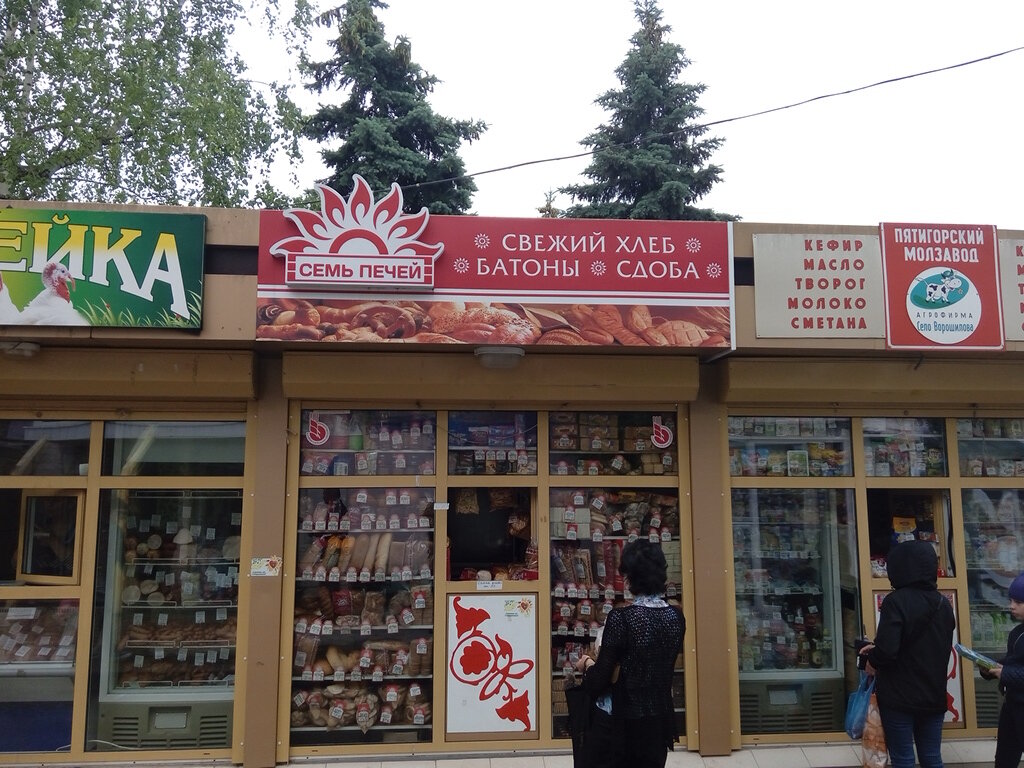 ЕЙКА
СЕМЬ ПЕЧЕЙ
СВЕЖИЙ ХЛЕБ
БАТОНЫ СДОБА
КЕФИР
МАСЛО
ТВОРОГ
МОЛОКО
СМЕТАНА
ПЯТИГОРСКИЙ
МОЛЗАВОД
АГРОФИРМА
Село Ворошилова